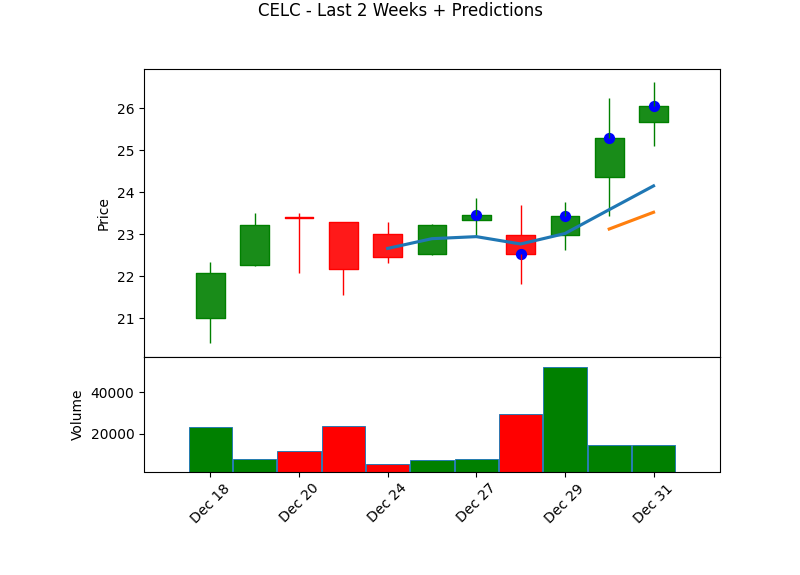 CELC - Last 2 Weeks + Predictions
Price
26
25
24
23
22
21
Volume
40000
20000
Dec 18
Dec 20
Dec 24
Dec 27
Dec 29
Dec 31